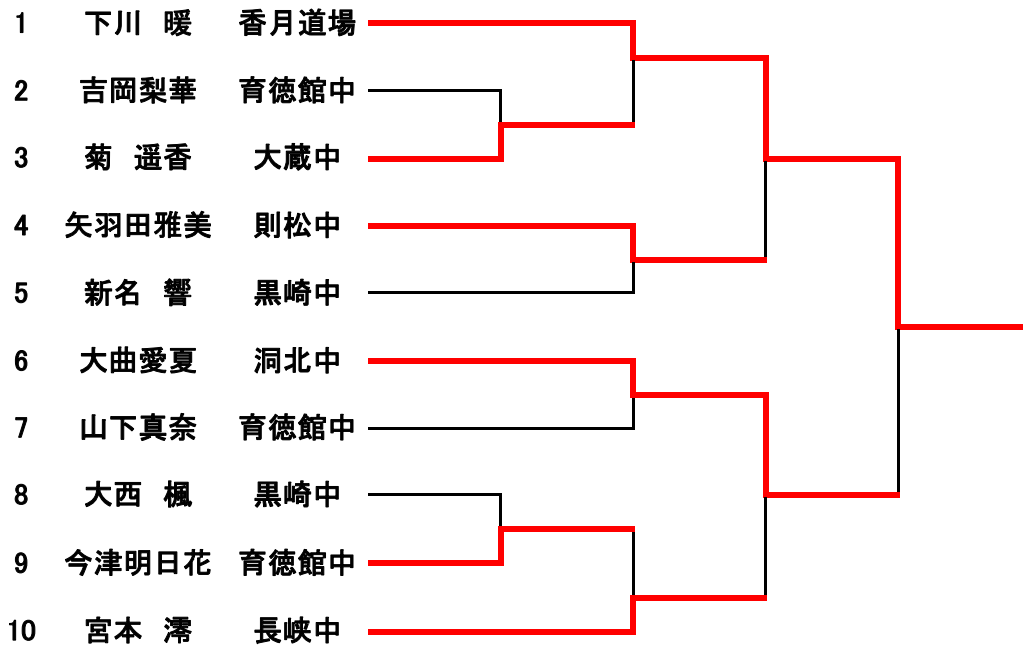 1 下川 暖 香月道場
2 吉岡梨華 育徳館中
3 菊 遥香 大蔵中
4 矢羽田雅美 則松中
5 新名 響 黒崎中
6 大曲愛夏 洞北中
7 山下真奈 育徳館中
8 大西 楓 黒崎中
9 今津明日花 育徳館中
10 宮本 澪 長峡中